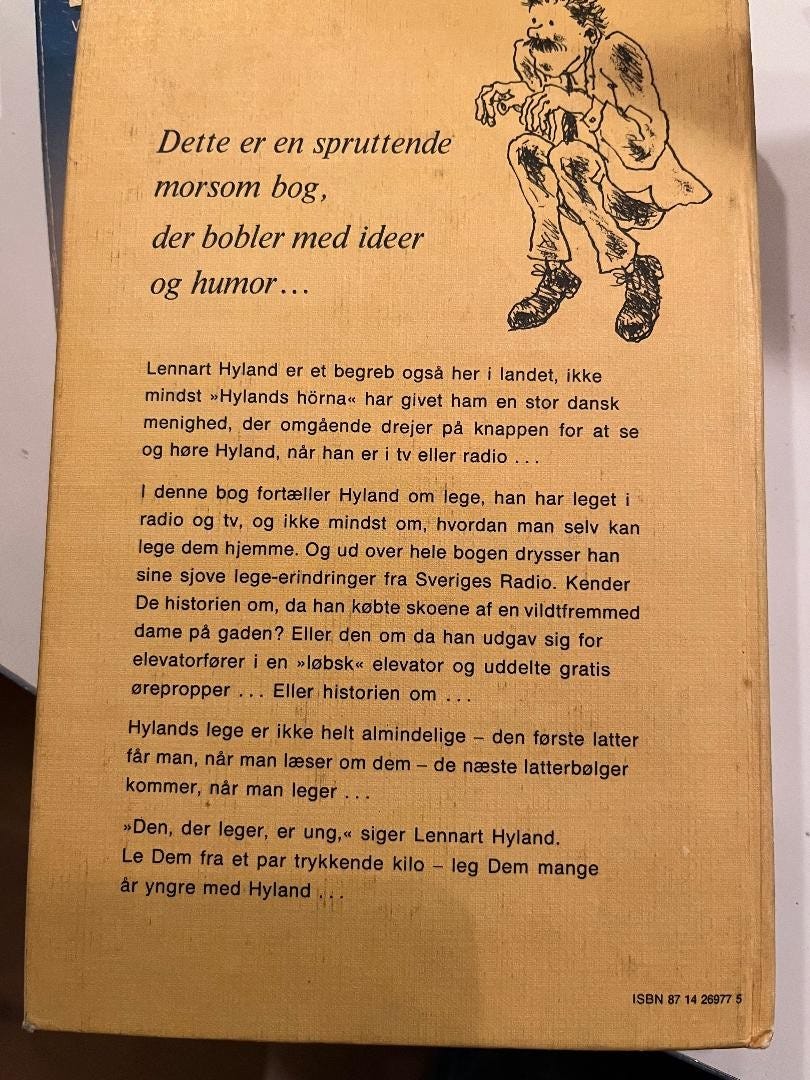 Dette er en spruttende
morsom bog,
der bobler med ideer
og humor...
Lennart Hyland er et begreb også her i landet, ikke
mindst »Hylands hörna« har givet ham en stor dansk
menighed, der omgående drejer på knappen for at se
og høre Hyland, når han er i tv eller radio ...
I denne bog fortæller Hyland om lege, han har leget i
radio og tv, og ikke mindst om, hvordan man selv kan
lege dem hjemme. Og ud over hele bogen drysser han
sine sjove lege-erindringer fra Sveriges Radio. Kender
De historien om, da han købte skoene af en vildtfremmed
dame på gaden? Eller den om da han udgav sig for
elevatorfører i en »løbsk« elevator og uddelte gratis
ørepropper ... Eller historien om ...
Hylands lege er ikke helt almindelige – den første latter
får man, når man læser om dem – de næste latterbølger
kommer, når man leger ...
»Den, der leger, er ung,« siger Lennart Hyland.
Le Dem fra et par trykkende kilo – leg Dem mange
år yngre med Hyland ...
ISBN 87 14 26977 5